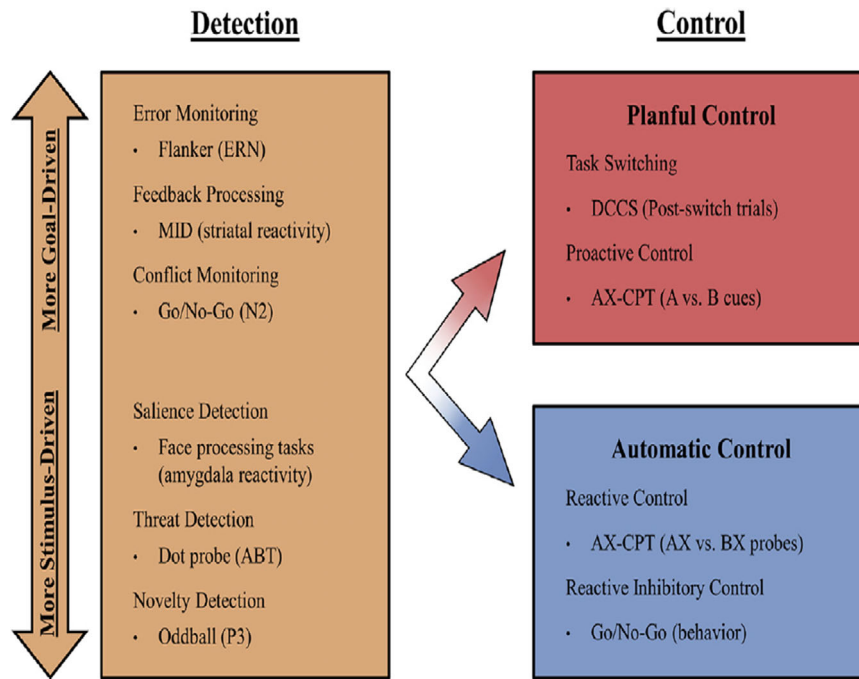 Detection
Control
More Goal-Driven
More Stimulus-Driven
Error Monitoring
• Flanker (ERN)
Feedback Processing
• MID (striatal reactivity)
Conflict Monitoring
• Go/No-Go (N2)
Salience Detection
• Face processing tasks
(amygdala reactivity)
Threat Detection
• Dot probe (ABT)
Novelty Detection
• Oddball (P3)
Planful Control
Task Switching
• DCCS (Post-switch trials)
Proactive Control
• AX-CPT (A vs. B cues)
Automatic Control
Reactive Control
• AX-CPT (AX vs. BX probes)
Reactive Inhibitory Control
• Go/No-Go (behavior)